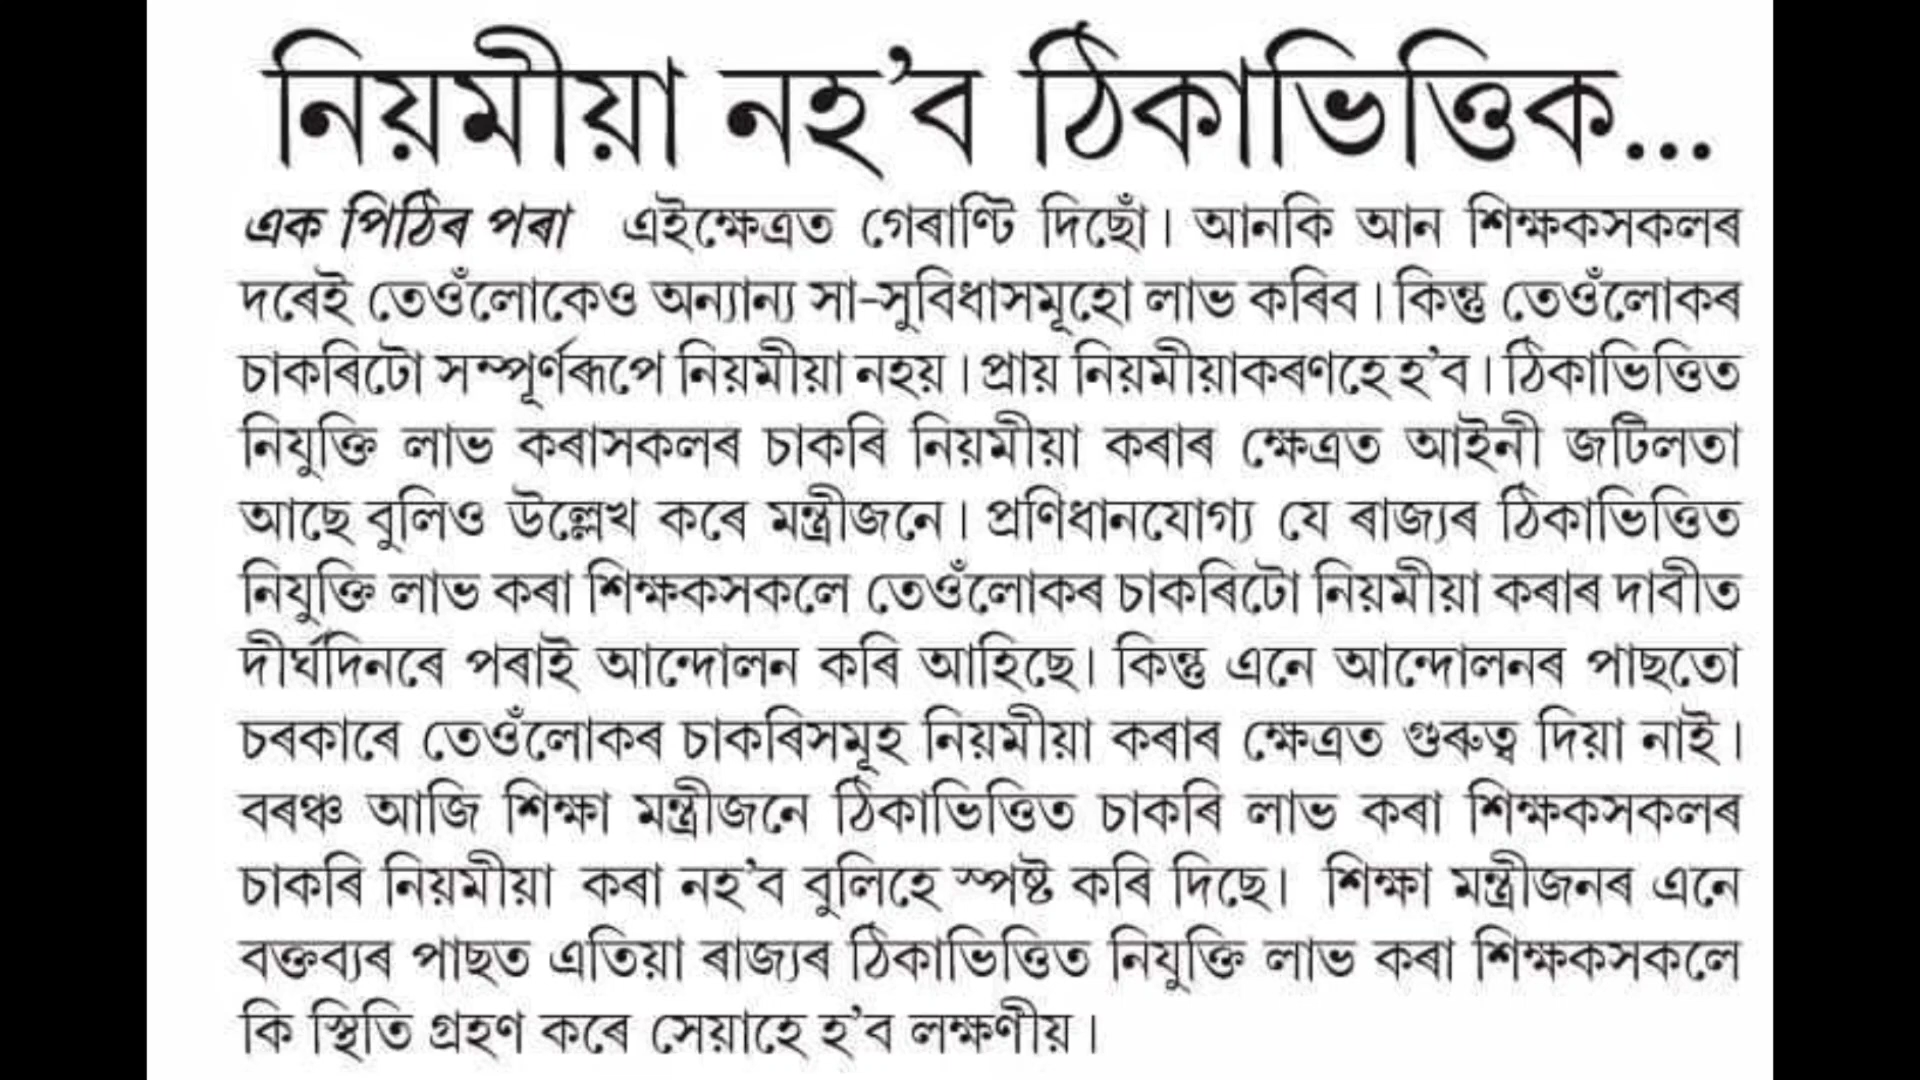 নিয়মীয়া নহ’ব ঠিকাভিত্তিক...
এক পিঠিৰ পৰা এইক্ষেত্ৰত গেৰাণ্টি দিছোঁ। আনকি আন শিক্ষকসকলৰ
দৰেই তেওঁলোকেও অন্যান্য সা-সুবিধাসমূহো লাভ কৰিব। কিন্তু তেওঁলোকৰ
চাকৰিটো সম্পূৰ্ণৰূপে নিয়মীয়া নহয়। প্ৰায় নিয়মীয়াকৰণহে হ’ব। ঠিকাভিত্তিত
নিযুক্তি লাভ কৰাসকলৰ চাকৰি নিয়মীয়া কৰাৰ ক্ষেত্ৰত আইনী জটিলতা
আছে বুলিও উল্লেখ কৰে মন্ত্ৰীজনে। প্ৰণিধানযোগ্য যে ৰাজ্যৰ ঠিকাভিত্তিত
নিযুক্তি লাভ কৰা শিক্ষকসকলে তেওঁলোকৰ চাকৰিটো নিয়মীয়া কৰাৰ দাবীত
দীৰ্ঘদিনৰে পৰাই আন্দোলন কৰি আহিছে। কিন্তু এনে আন্দোলনৰ পাছতো
চৰকাৰে তেওঁলোকৰ চাকৰিসমূহ নিয়মীয়া কৰাৰ ক্ষেত্ৰত গুৰুত্ব দিয়া নাই।
বৰঞ্চ আজি শিক্ষা মন্ত্ৰীজনে ঠিকাভিত্তিত চাকৰি লাভ কৰা শিক্ষকসকলৰ
চাকৰি নিয়মীয়া কৰা নহ’ব বুলিহে স্পষ্ট কৰি দিছে। শিক্ষা মন্ত্ৰীজনৰ এনে
বক্তব্যৰ পাছত এতিয়া ৰাজ্যৰ ঠিকাভিত্তিত নিযুক্তি লাভ কৰা শিক্ষকসকলে
কি স্থিতি গ্ৰহণ কৰে সেয়াহে হ’ব লক্ষণীয়।